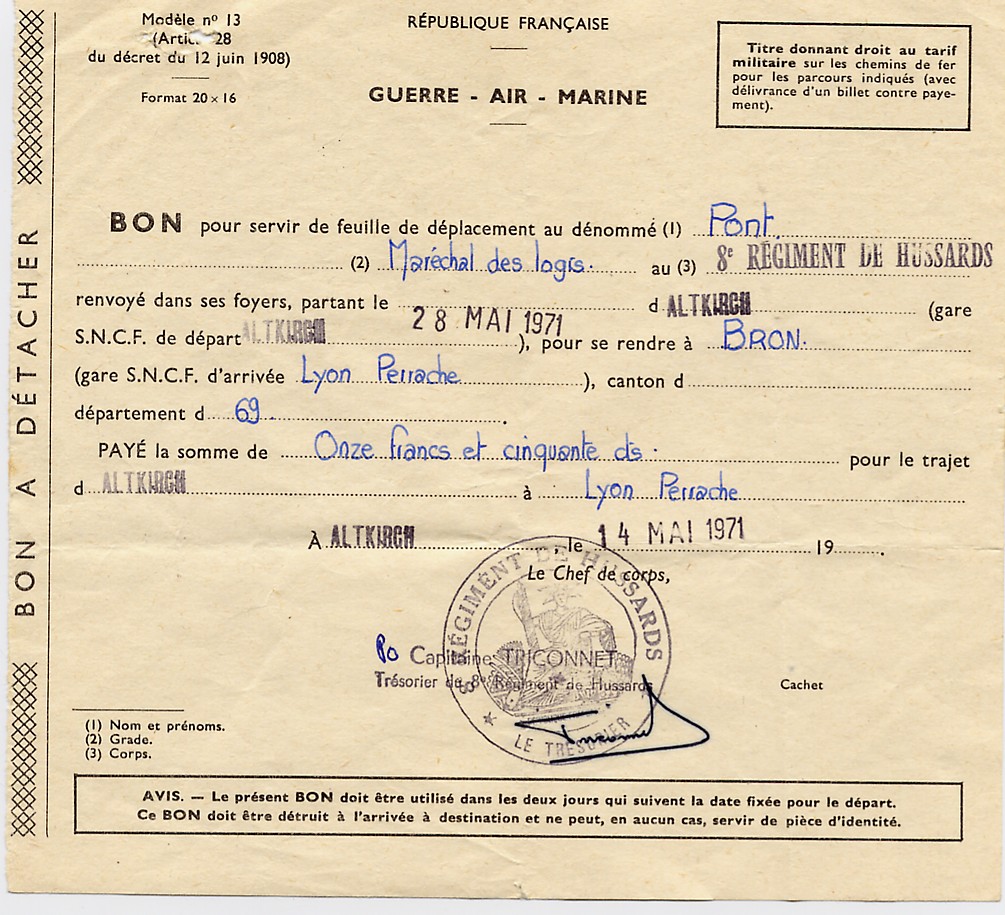 BON A DÉTACHER
Modèle nº 13
(Artic. 28
du décret du 12 juin 1908)
Format 20 × 16
RÉPUBLIQUE FRANÇAISE
GUERRE - AIR - MARINE
Titre donnant droit au tarif
militaire sur les chemins de fer
pour les parcours indiqués (avec
délivrance d'un billet contre paye-
ment).
BON pour servir de feuille de déplacement au dénommé (1) Pont.
(2) Maréchal des logis. au (3) 8e RÉGIMENT DE HUSSARDS
renvoyé dans ses foyers, partant le 28 MAI 1971 d ALTKIRCH (gare
S.N.C.F. de départ ALTKIRCH ), pour se rendre à BRON.
(gare S.N.C.F. d'arrivée Lyon Perrache ), canton d
département d 69.
PAYÉ la somme de Onze francs et cinquante cts. pour le trajet
d ALTKIRCH à Lyon Perrache
À ALTKIRCH, le 14 MAI 1971 19
Le Chef de corps,
Po Capitaine TRIGONNET
Trésorier du 8e Régiment de Hussards
8e RÉGIMENT DE HUSSARDS
LE TRÉSORIER
Cachet
(1) Nom et prénoms.
(2) Grade.
(3) Corps.
AVIS. — Le présent BON doit être utilisé dans les deux jours qui suivent la date fixée pour le départ.
Ce BON doit être détruit à l'arrivée à destination et ne peut, en aucun cas, servir de pièce d'identité.